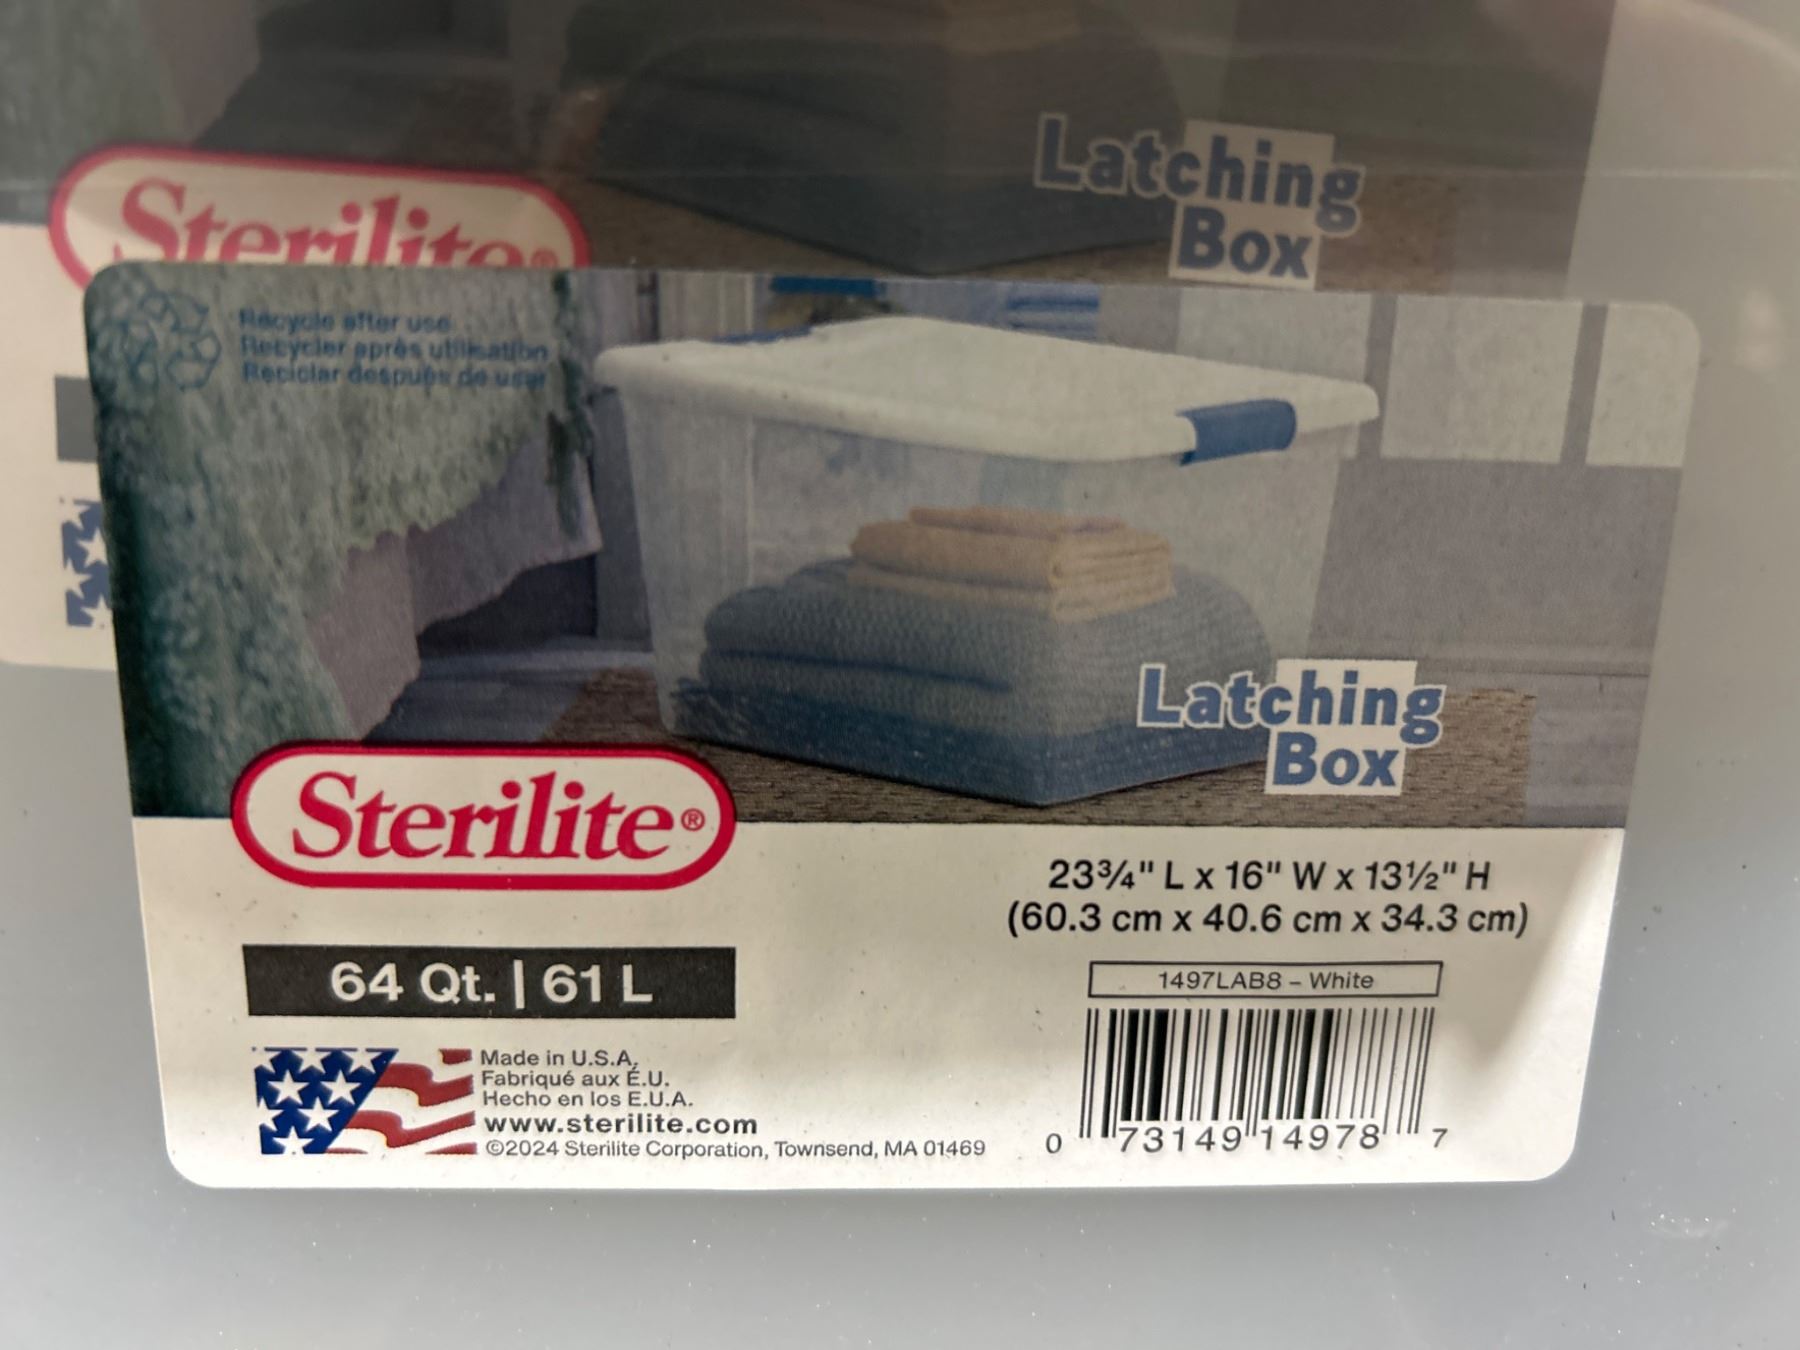 Sterilite®
Latching
Box
Recycle after use
Recycler après utilisation
Reciclar después de usar
Latching
Box
Sterilite®
23¾" L x 16" W x 13½" H
(60.3 cm x 40.6 cm x 34.3 cm)
64 Qt. | 61 L
1497LAB8 – White
Made in U.S.A.
Fabriqué aux É.U.
Hecho en los E.U.A.
www.sterilite.com
©2024 Sterilite Corporation, Townsend, MA 01469
0 73149 14978 7